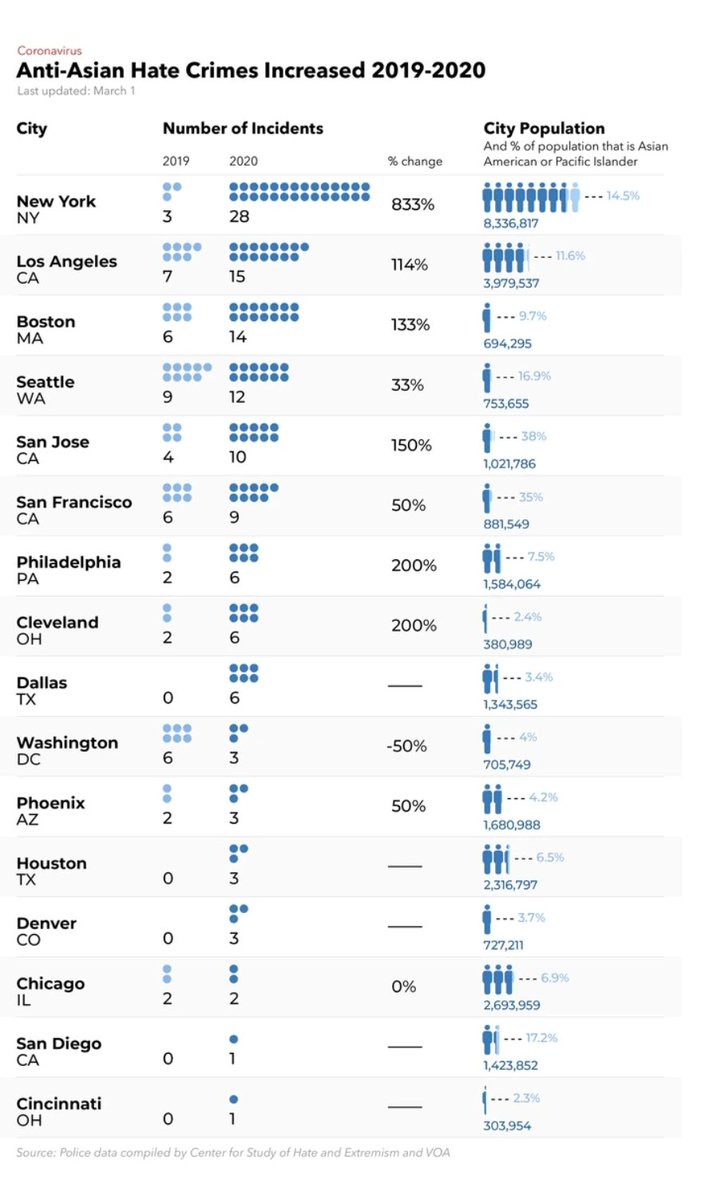 Coronavirus
Anti-Asian Hate Crimes Increased 2019-2020
Last updated: March 1
City Number of Incidents City Population
And % of population that is Asian
2019 2020 % change American or Pacific Islander
New York 833% 14.5%
NY 3 28 8,336,817
Los Angeles 114% 11.6%
CA 7 15 3,979,537
Boston 133% 9.7%
MA 6 14 694,295
Seattle 33% 16.9%
WA 9 12 753,655
San Jose 150% 38%
CA 4 10 1,021,786
San Francisco 50% 35%
CA 6 9 881,549
Philadelphia 200% 7.5%
PA 2 6 1,584,064
Cleveland 200% 2.4%
OH 2 6 380,989
Dallas 3.4%
TX 0 6 1,343,565
Washington -50% 4%
DC 6 3 705,749
Phoenix 50% 4.2%
AZ 2 3 1,680,988
Houston 6.5%
TX 0 3 2,316,797
Denver 3.7%
CO 0 3 727,211
Chicago 0% 6.9%
IL 2 2 2,693,959
San Diego 17.2%
CA 0 1 1,423,852
Cincinnati 2.3%
OH 0 1 303,954
Source: Police data compiled by Center for Study of Hate and Extremism and VOA